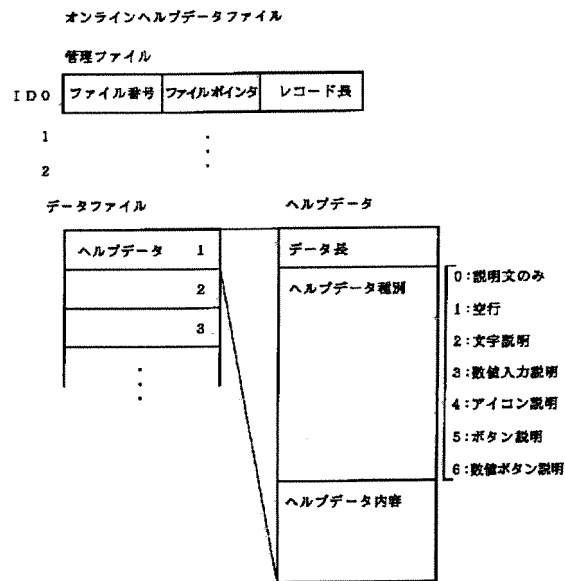 オンラインヘルプデータファイル
管理ファイル
ID0 ファイル番号 ファイルポインタ レコード長
1
2
データファイル
ヘルプデータ 1
2
3
ヘルプデータ
データ長
ヘルプデータ種別
0:説明文のみ
1:空行
2:文字説明
3:数値入力説明
4:アイコン説明
5:ボタン説明
6:数値ボタン説明
ヘルプデータ内容